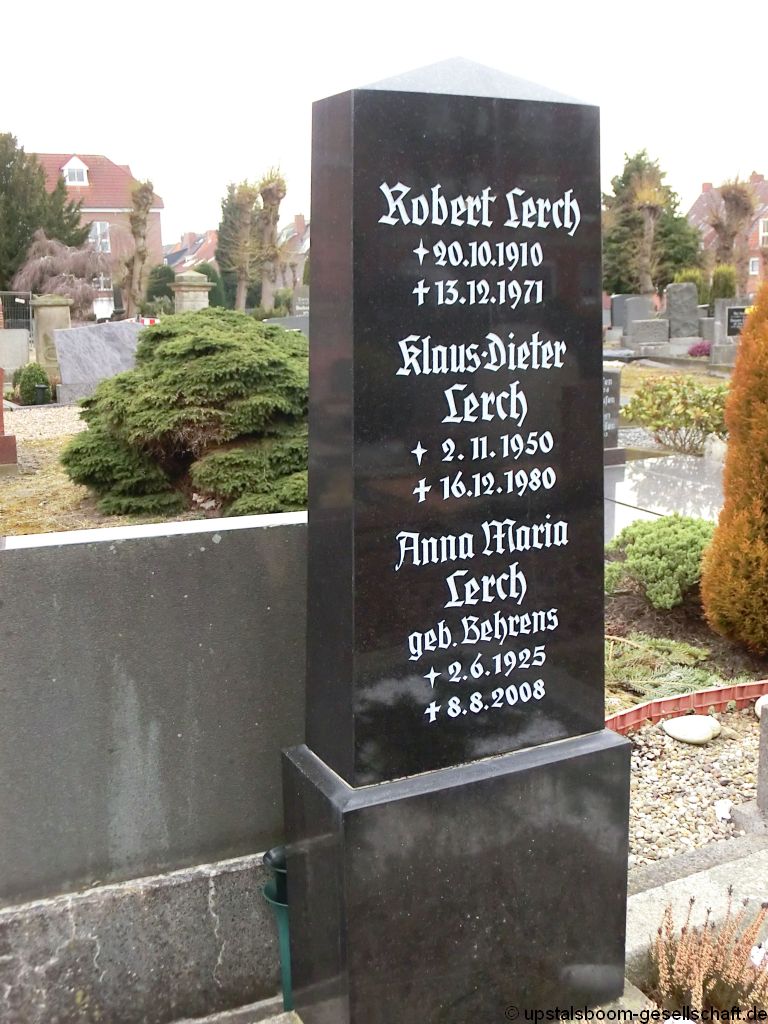 Robert Lerch
✦ 20.10.1910
✝ 13.12.1971
Klaus-Dieter
Lerch
✦ 2.11.1950
✝ 16.12.1980
Anna Maria
Lerch
geb. Behrens
✦ 2.6.1925
✝ 8.8.2008
© upstalsboom-gesellschaft.de